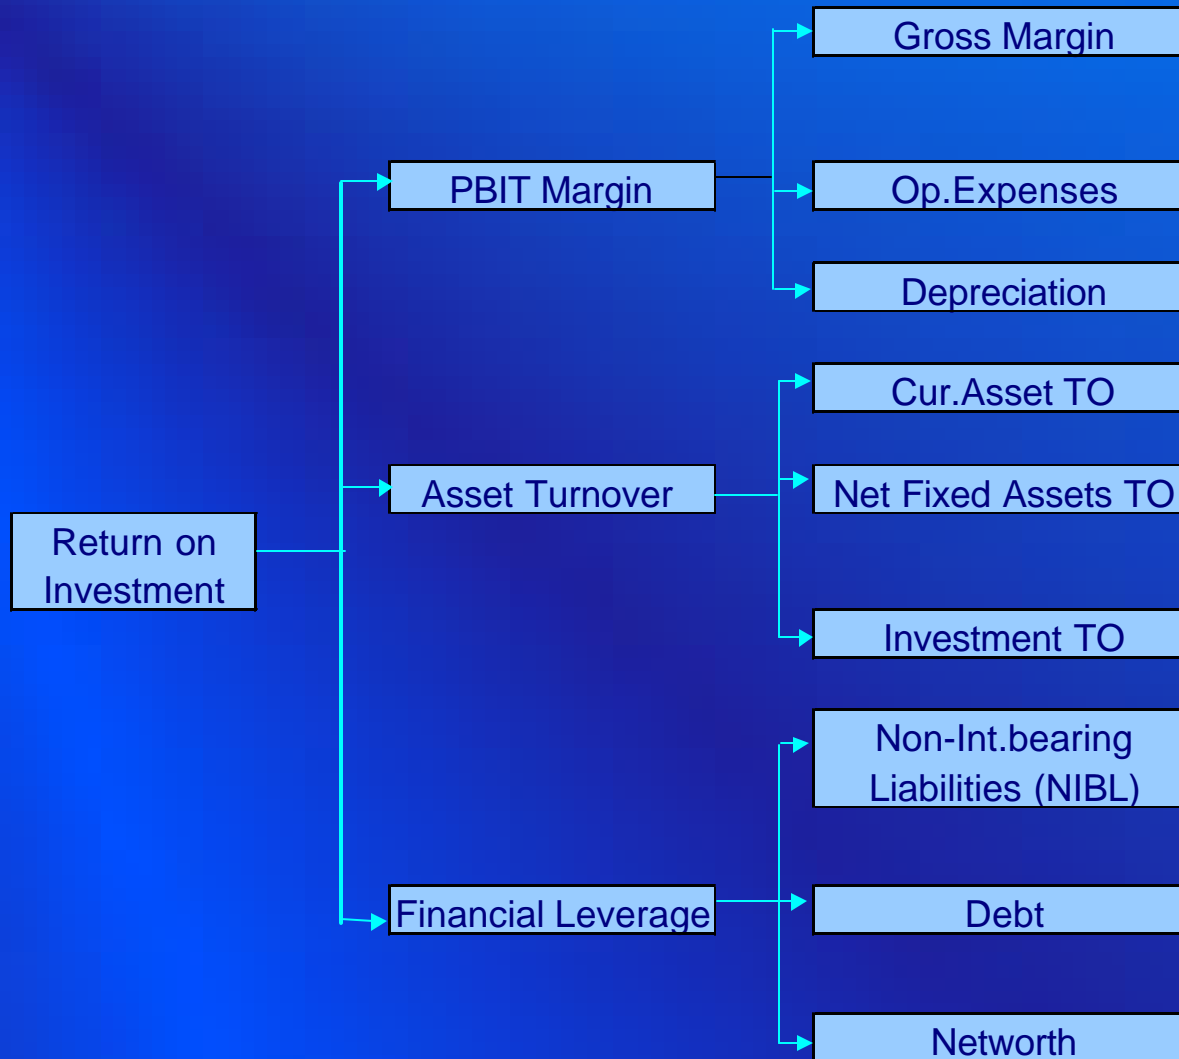 Gross Margin
PBIT Margin
Op.Expenses
Depreciation
Cur.Asset TO
Asset Turnover
Net Fixed Assets TO
Return on
Investment
Investment TO
Non-Int.bearing
Liabilities (NIBL)
Financial Leverage
Debt
Networth